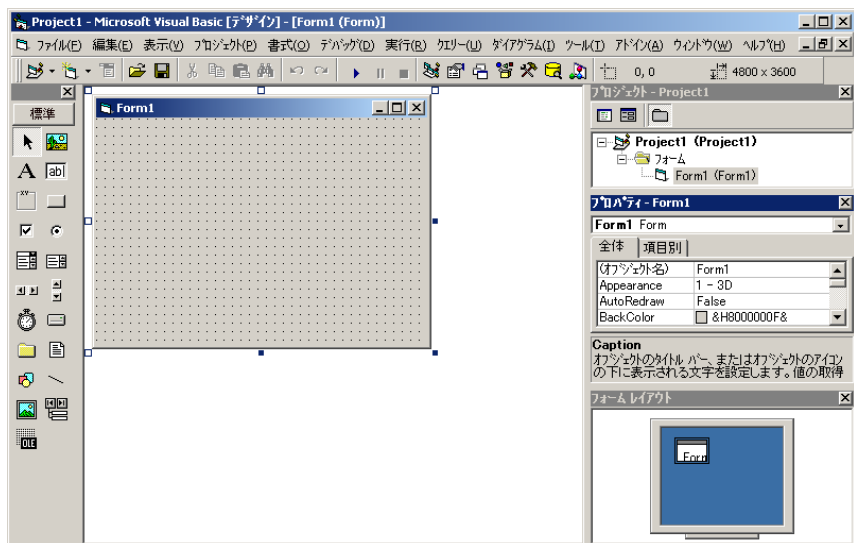 Project1 - Microsoft Visual Basic [ﾃﾞｻﾞｲﾝ] - [Form1 (Form)]
ﾌｧｲﾙ(F) 編集(E) 表示(V) ﾌﾟﾛｼﾞｪｸﾄ(P) 書式(O) ﾃﾞﾊﾞｯｸﾞ(D) 実行(R) ｸｴﾘｰ(U) ﾀﾞｲｱｸﾞﾗﾑ(I) ﾂｰﾙ(T) ｱﾄﾞｲﾝ(A) ｳｨﾝﾄﾞｳ(W) ﾍﾙﾌﾟ(H)
0, 0 4800 x 3600
標準
A
ab
xv
OLE
Form1
ﾌﾟﾛｼﾞｪｸﾄ - Project1
Project1 (Project1)
ﾌｫｰﾑ
Form1 (Form1)
ﾌﾟﾛﾊﾟﾃｨ - Form1
Form1 Form
全体 項目別
(ｵﾌﾞｼﾞｪｸﾄ名) Form1
Appearance 1 - 3D
AutoRedraw False
BackColor &H8000000F&
Caption
ｵﾌﾞｼﾞｪｸﾄのﾀｲﾄﾙ ﾊﾞｰ、またはｵﾌﾞｼﾞｪｸﾄのｱｲｺﾝ
の下に表示される文字を設定します。値の取得
ﾌｫｰﾑ ﾚｲｱｳﾄ
Form